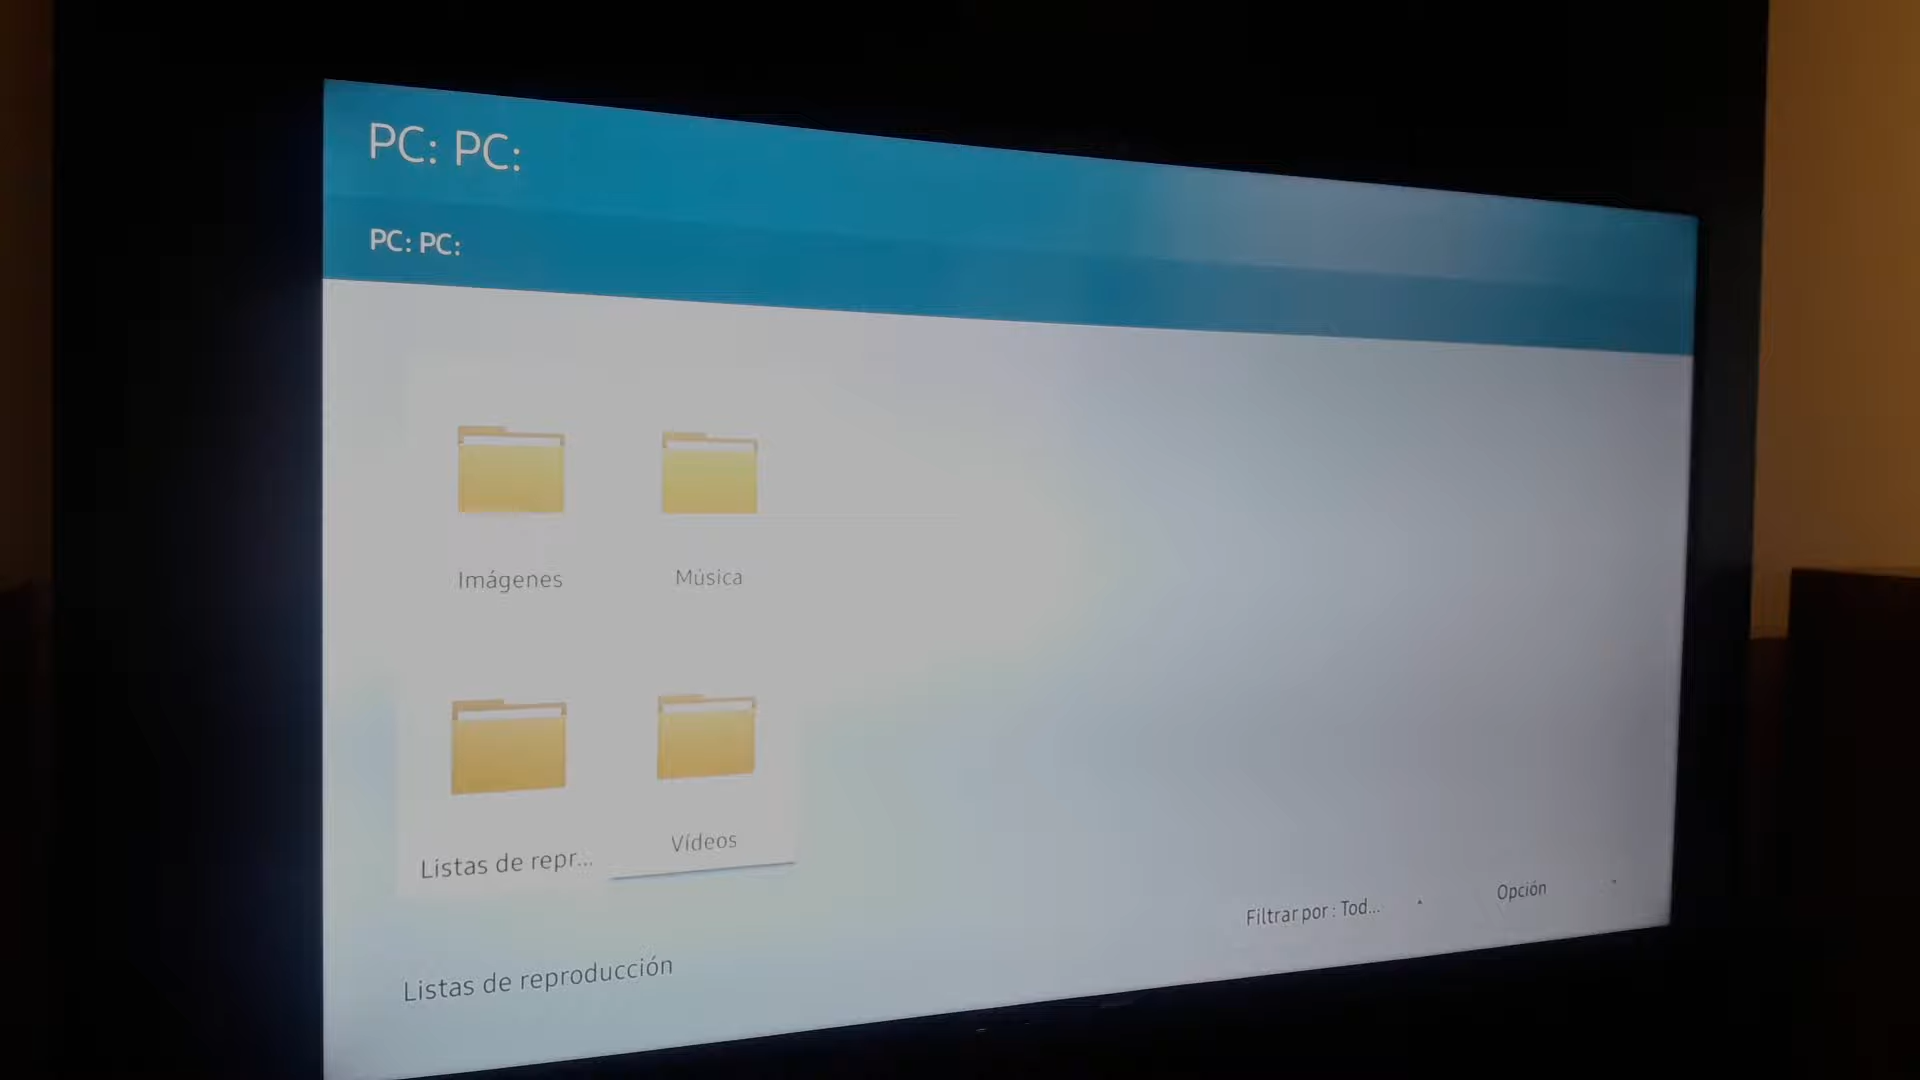 PC: PC:
PC: PC:
Imágenes
Música
Listas de repr...
Vídeos
Filtrar por : Tod...
Opción
Listas de reproducción